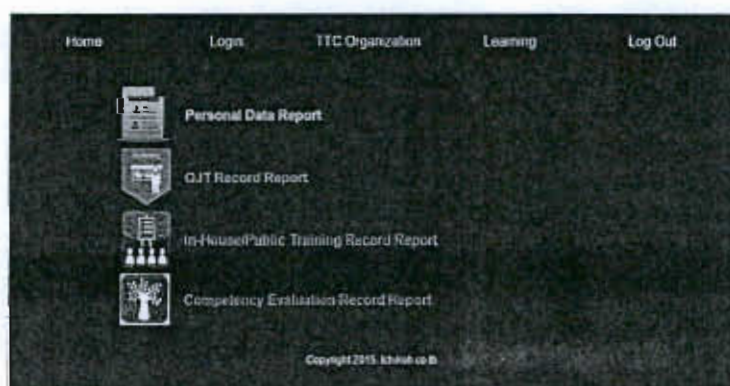 Home Login TTC Organization Learning Log Out
Personal Data Report
OJT Record Report
In-House/Public Training Record Report
Competency Evaluation Record Report
Copyright 2015.